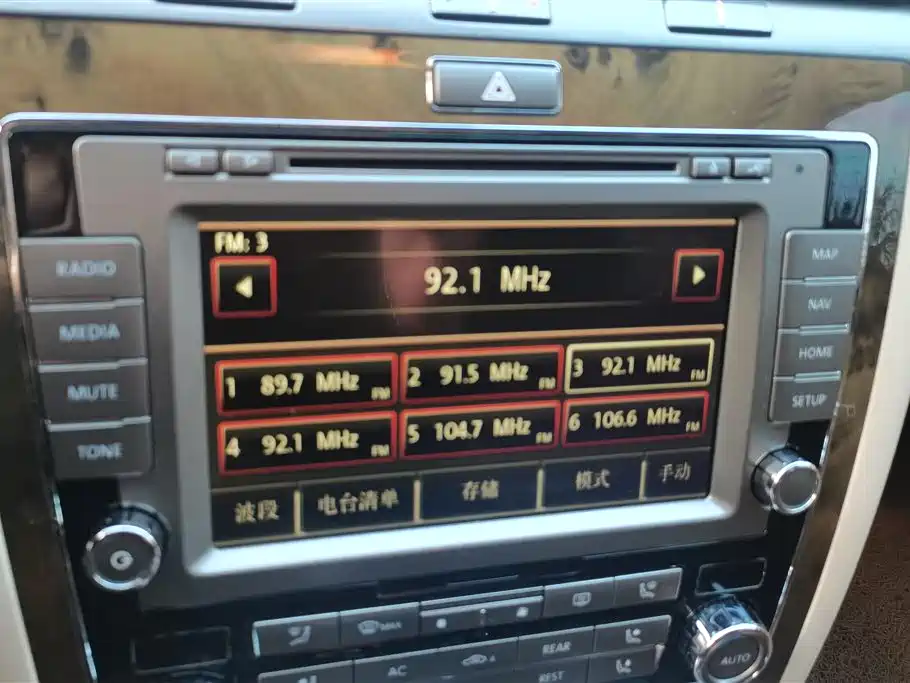 FM: 3
92.1 MHz
1 89.7 MHz FM
2 91.5 MHz FM
3 92.1 MHz FM
4 92.1 MHz FM
5 104.7 MHz FM
6 106.6 MHz FM
波段 电台清单 存储 模式 手动
RADIO
MEDIA
MUTE
TONE
MAP
NAV
HOME
SETUP
MAX
AC
REAR
REST
AUTO